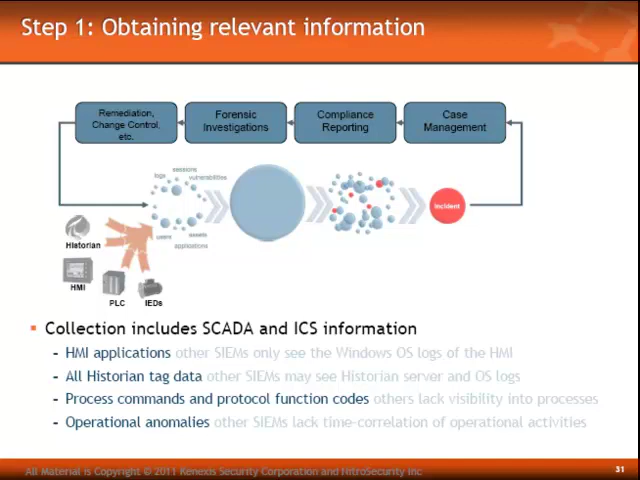 Step 1: Obtaining relevant information
Remediation,
Change Control,
etc.
Forensic
Investigations
Compliance
Reporting
Case
Management
logs
sessions
vulnerabilities
users
assets
applications
Incident
Historian
HMI
PLC
IEDs
Collection includes SCADA and ICS information
- HMI applications other SIEMs only see the Windows OS logs of the HMI
- All Historian tag data other SIEMs may see Historian server and OS logs
- Process commands and protocol function codes others lack visibility into processes
- Operational anomalies other SIEMs lack time-correlation of operational activities
All Material is Copyright © 2011 Kenexis Security Corporation and NitroSecurity Inc
31